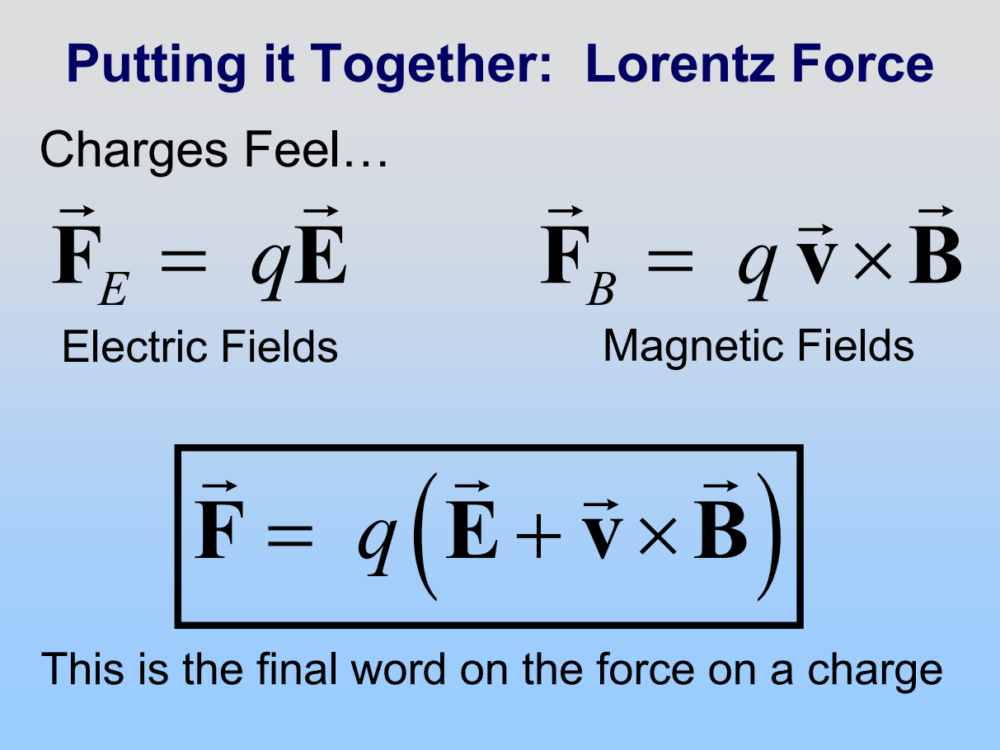 Putting it Together: Lorentz Force
Charges Feel…
$\vec{\mathbf{F}}_E = q\vec{\mathbf{E}}$ $\vec{\mathbf{F}}_B = q\,\vec{\mathbf{v}} \times \vec{\mathbf{B}}$
Electric Fields Magnetic Fields
$\vec{\mathbf{F}} = q\left(\vec{\mathbf{E}} + \vec{\mathbf{v}} \times \vec{\mathbf{B}}\right)$
This is the final word on the force on a charge